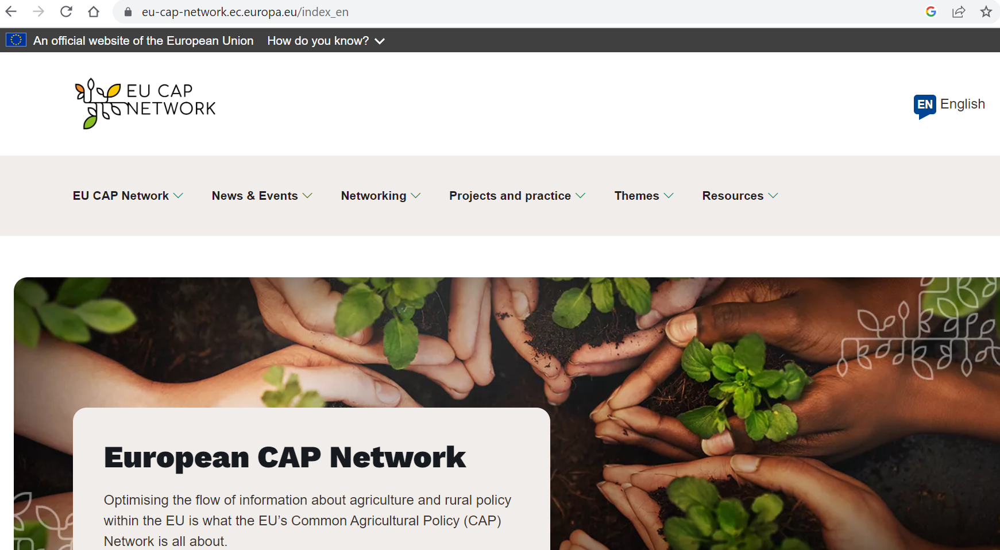 eu-cap-network.ec.europa.eu/index_en
An official website of the European Union How do you know?
EU CAP
NETWORK
EN English
EU CAP Network News & Events Networking Projects and practice Themes Resources
European CAP Network
Optimising the flow of information about agriculture and rural policy
within the EU is what the EU’s Common Agricultural Policy (CAP)
Network is all about.